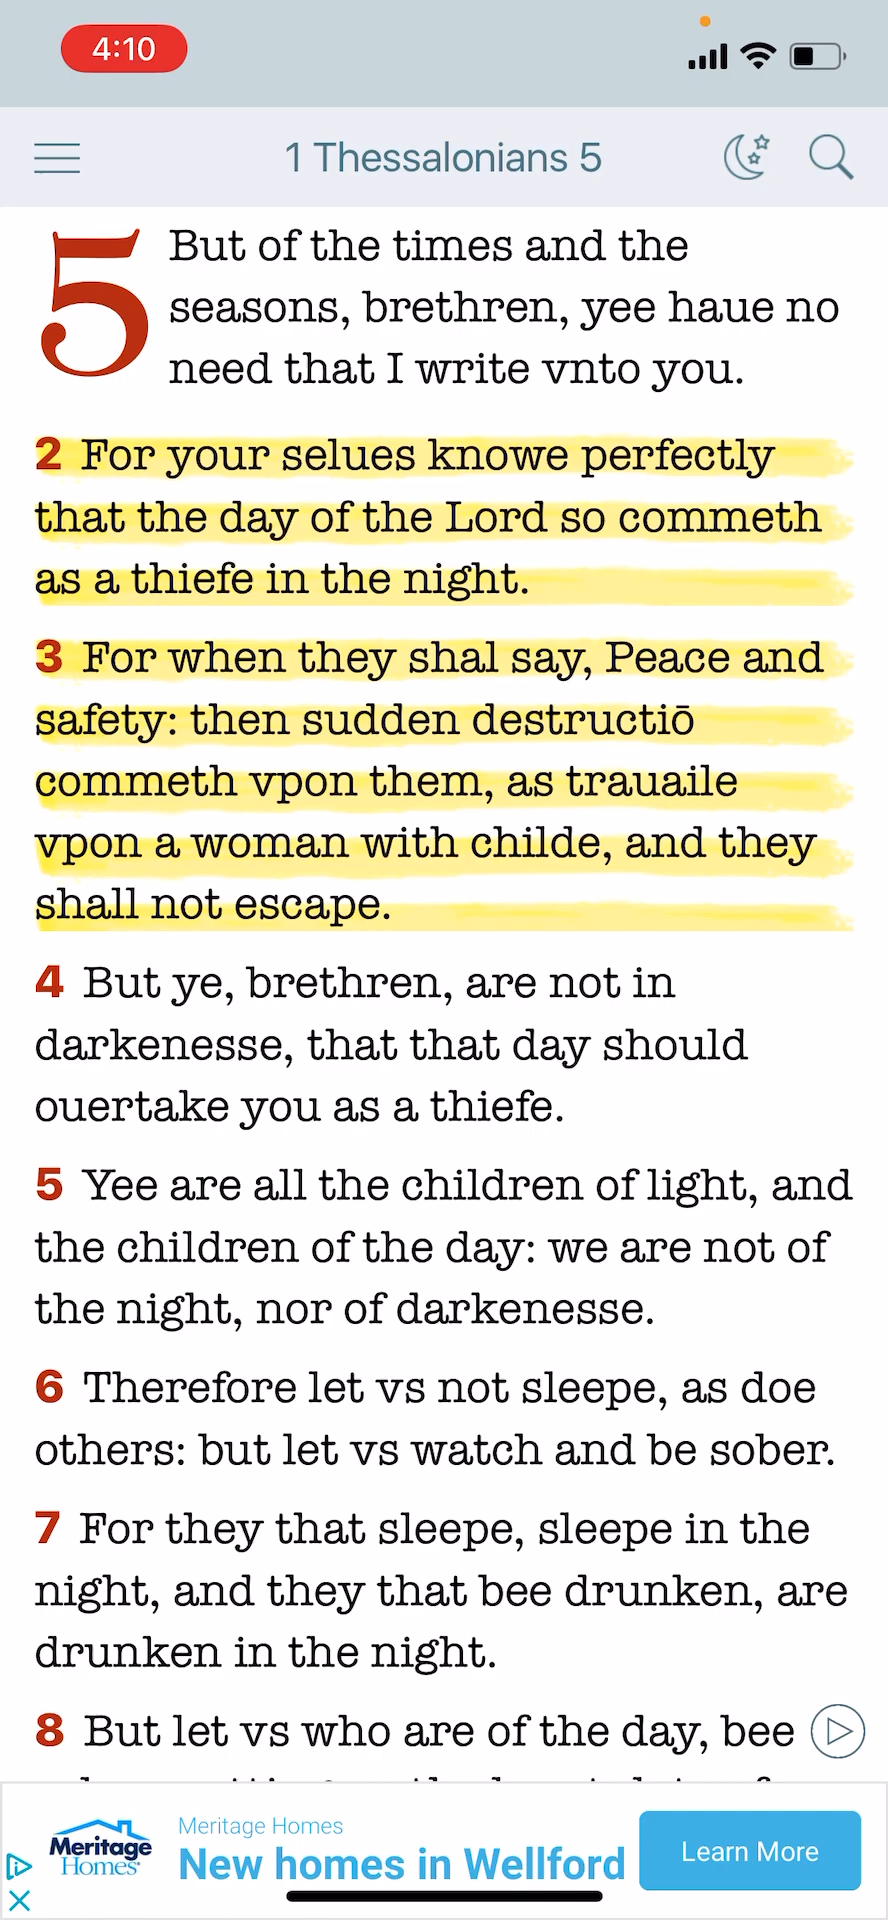 4:10
1 Thessalonians 5
5 But of the times and the
seasons, brethren, yee haue no
need that I write vnto you.
2 For your selues knowe perfectly
that the day of the Lord so commeth
as a thiefe in the night.
3 For when they shal say, Peace and
safety: then sudden destructiō
commeth vpon them, as trauaile
vpon a woman with childe, and they
shall not escape.
4 But ye, brethren, are not in
darkenesse, that that day should
ouertake you as a thiefe.
5 Yee are all the children of light, and
the children of the day: we are not of
the night, nor of darkenesse.
6 Therefore let vs not sleepe, as doe
others: but let vs watch and be sober.
7 For they that sleepe, sleepe in the
night, and they that bee drunken, are
drunken in the night.
8 But let vs who are of the day, bee
Meritage
Homes
Meritage Homes
New homes in Wellford
Learn More